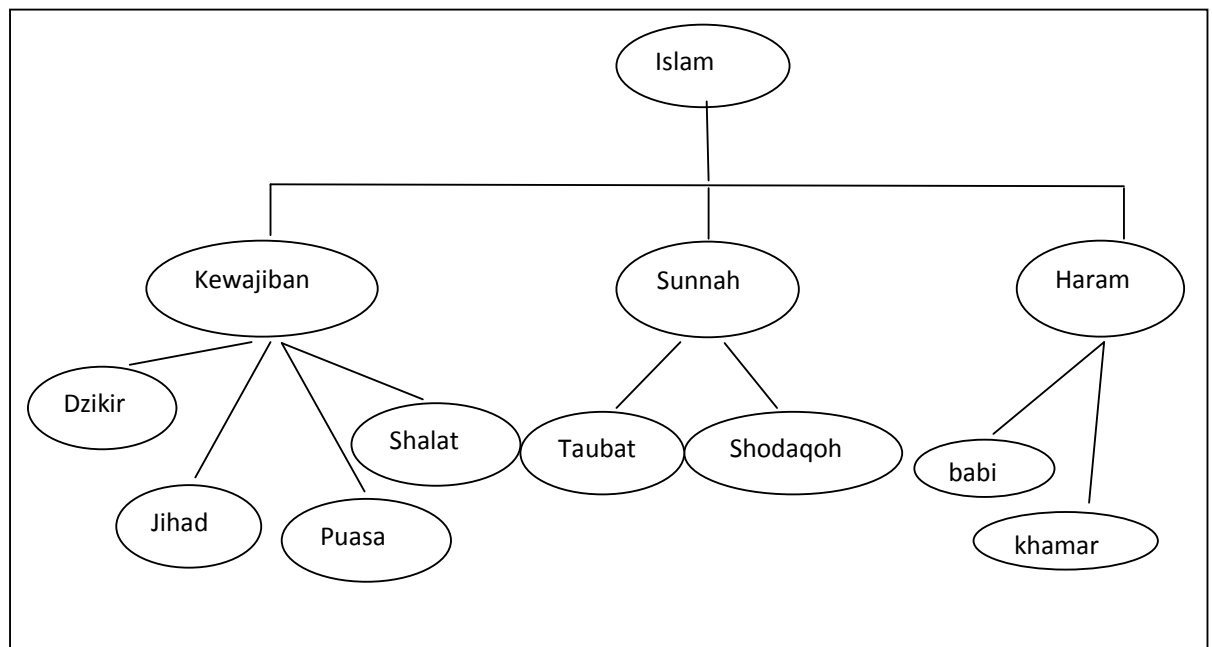 Islam
Kewajiban
Sunnah
Haram
Dzikir
Shalat
Taubat
Shodaqoh
babi
Jihad
Puasa
khamar